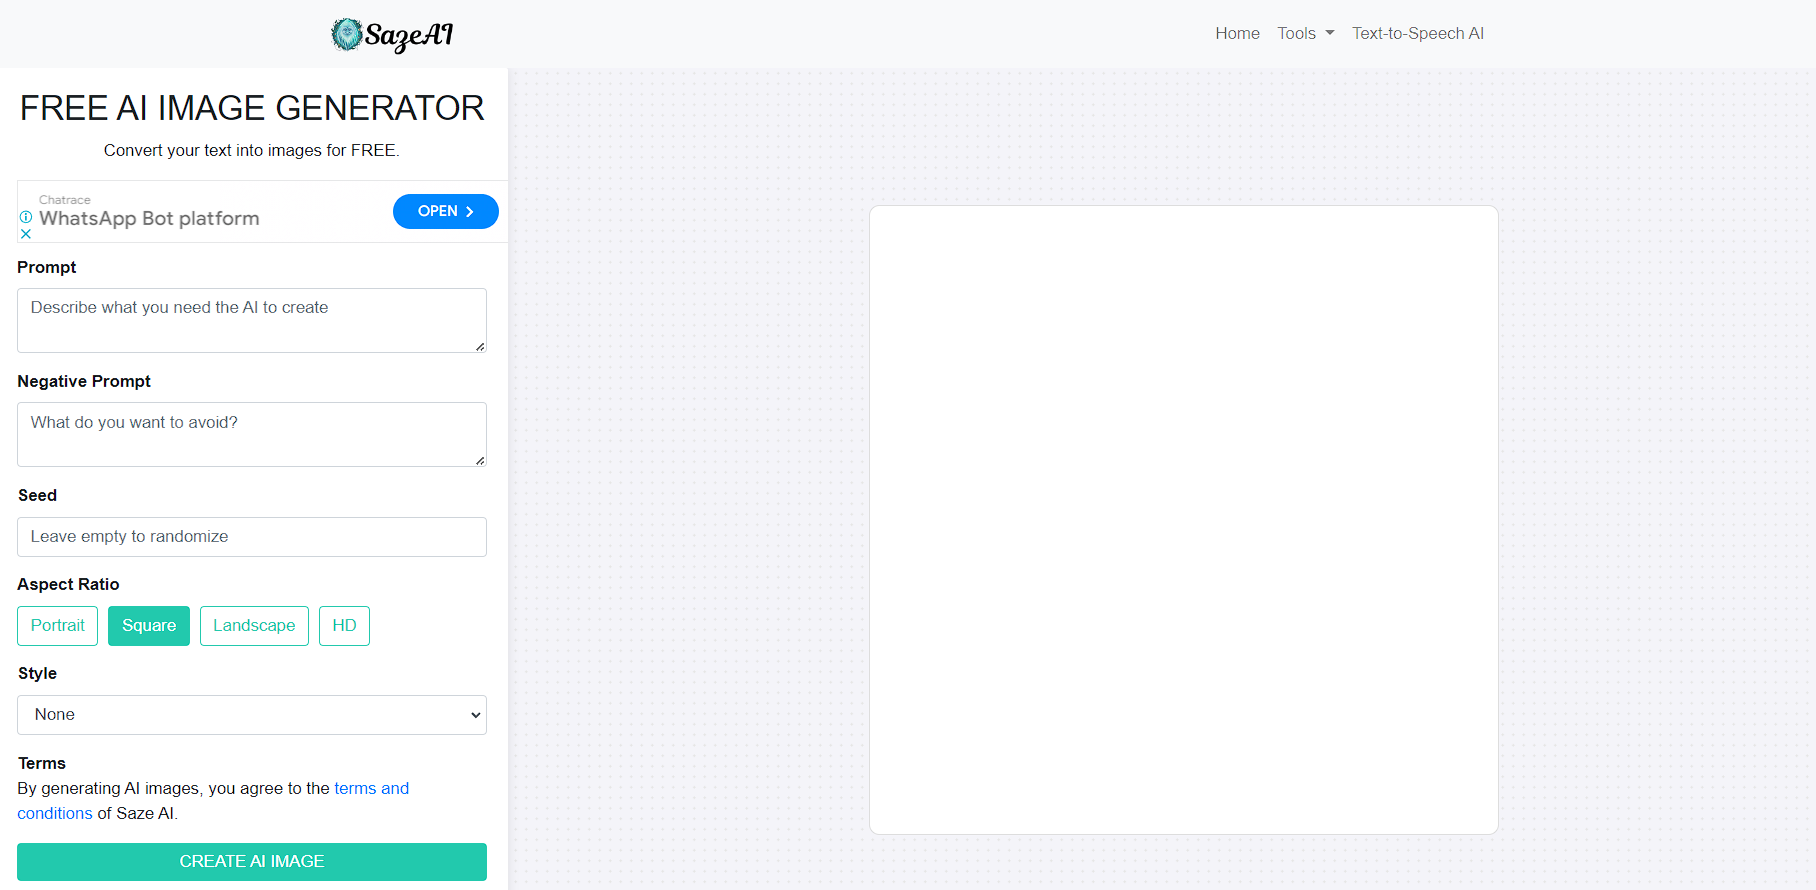 SazeAI
Home Tools Text-to-Speech AI
FREE AI IMAGE GENERATOR
Convert your text into images for FREE.
Chatrace
WhatsApp Bot platform
OPEN
Prompt
Describe what you need the AI to create
Negative Prompt
What do you want to avoid?
Seed
Leave empty to randomize
Aspect Ratio
Portrait Square Landscape HD
Style
None
Terms
By generating AI images, you agree to the terms and
conditions of Saze AI.
CREATE AI IMAGE